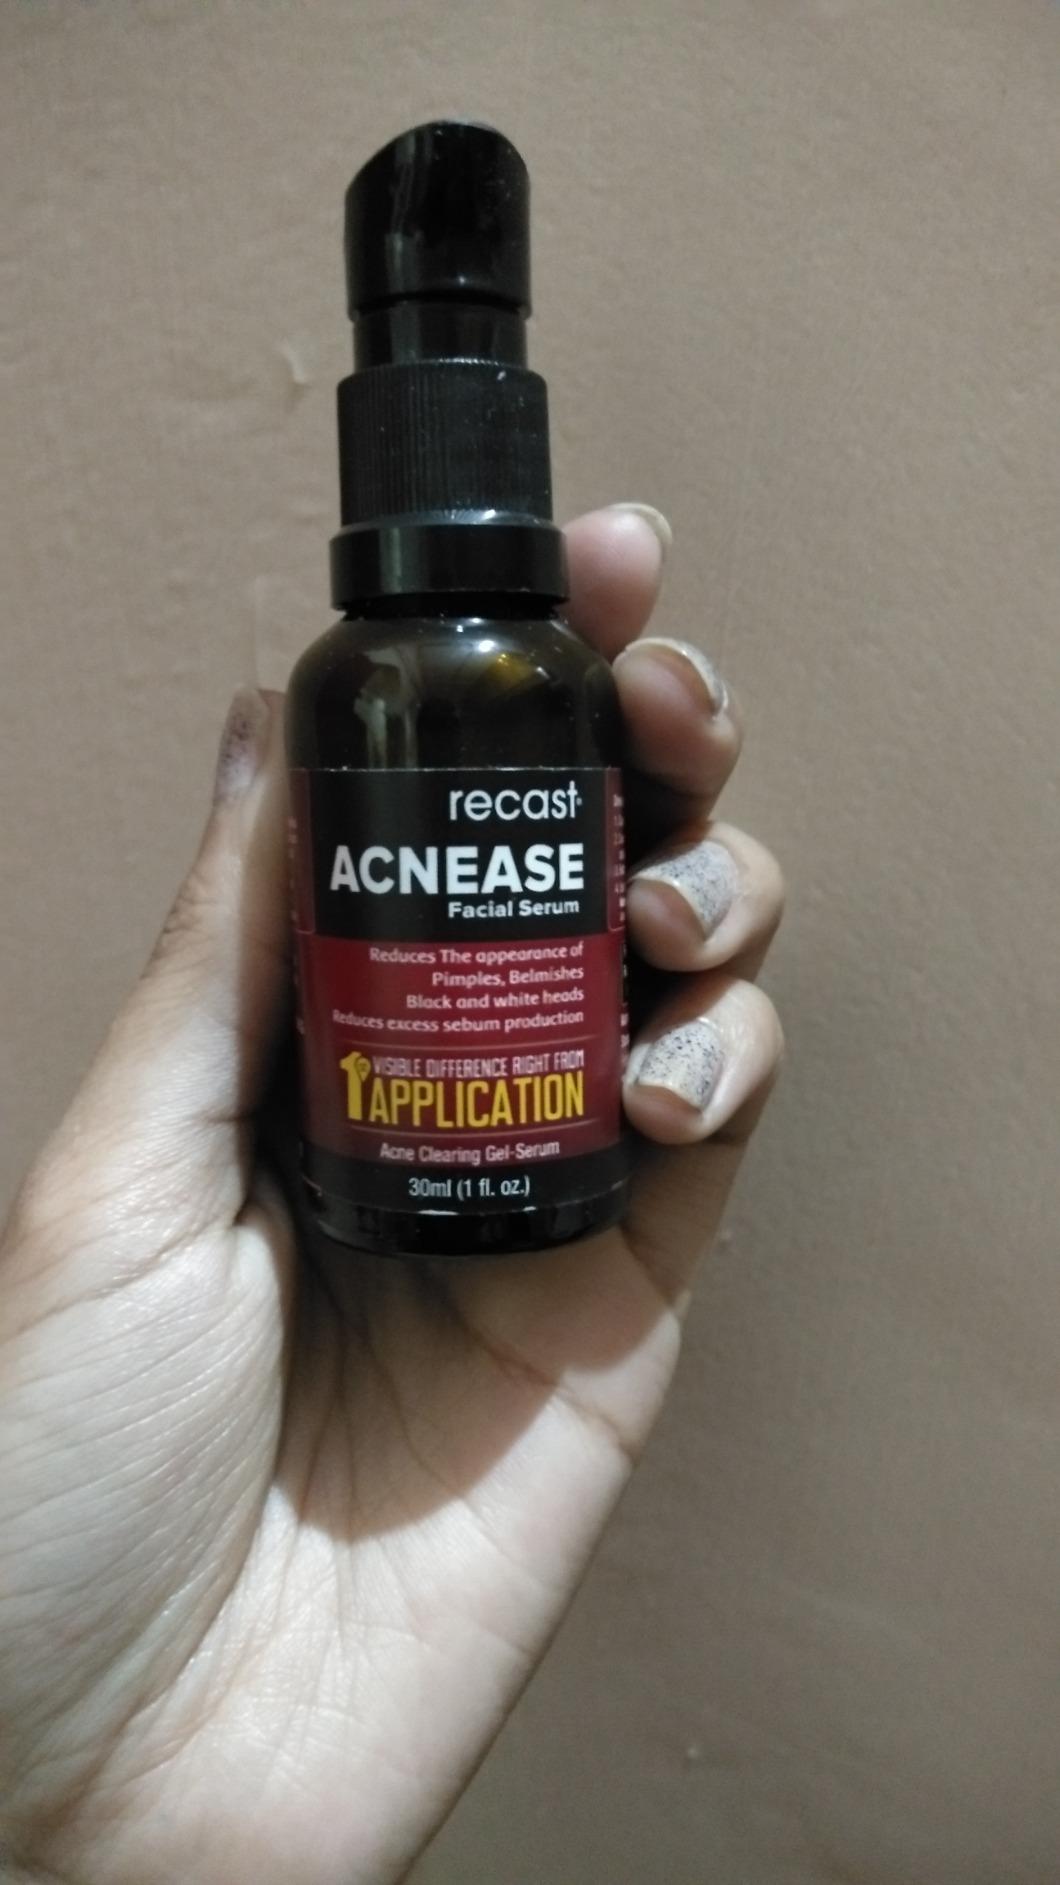 recast
ACNEASE
Facial Serum
Reduces The appearance of
Pimples, Belmishes
Black and white heads
Reduces excess sebum production
1 VISIBLE DIFFERENCE RIGHT FROM
APPLICATION
Acne Clearing Gel-Serum
30ml (1 fl. oz.)